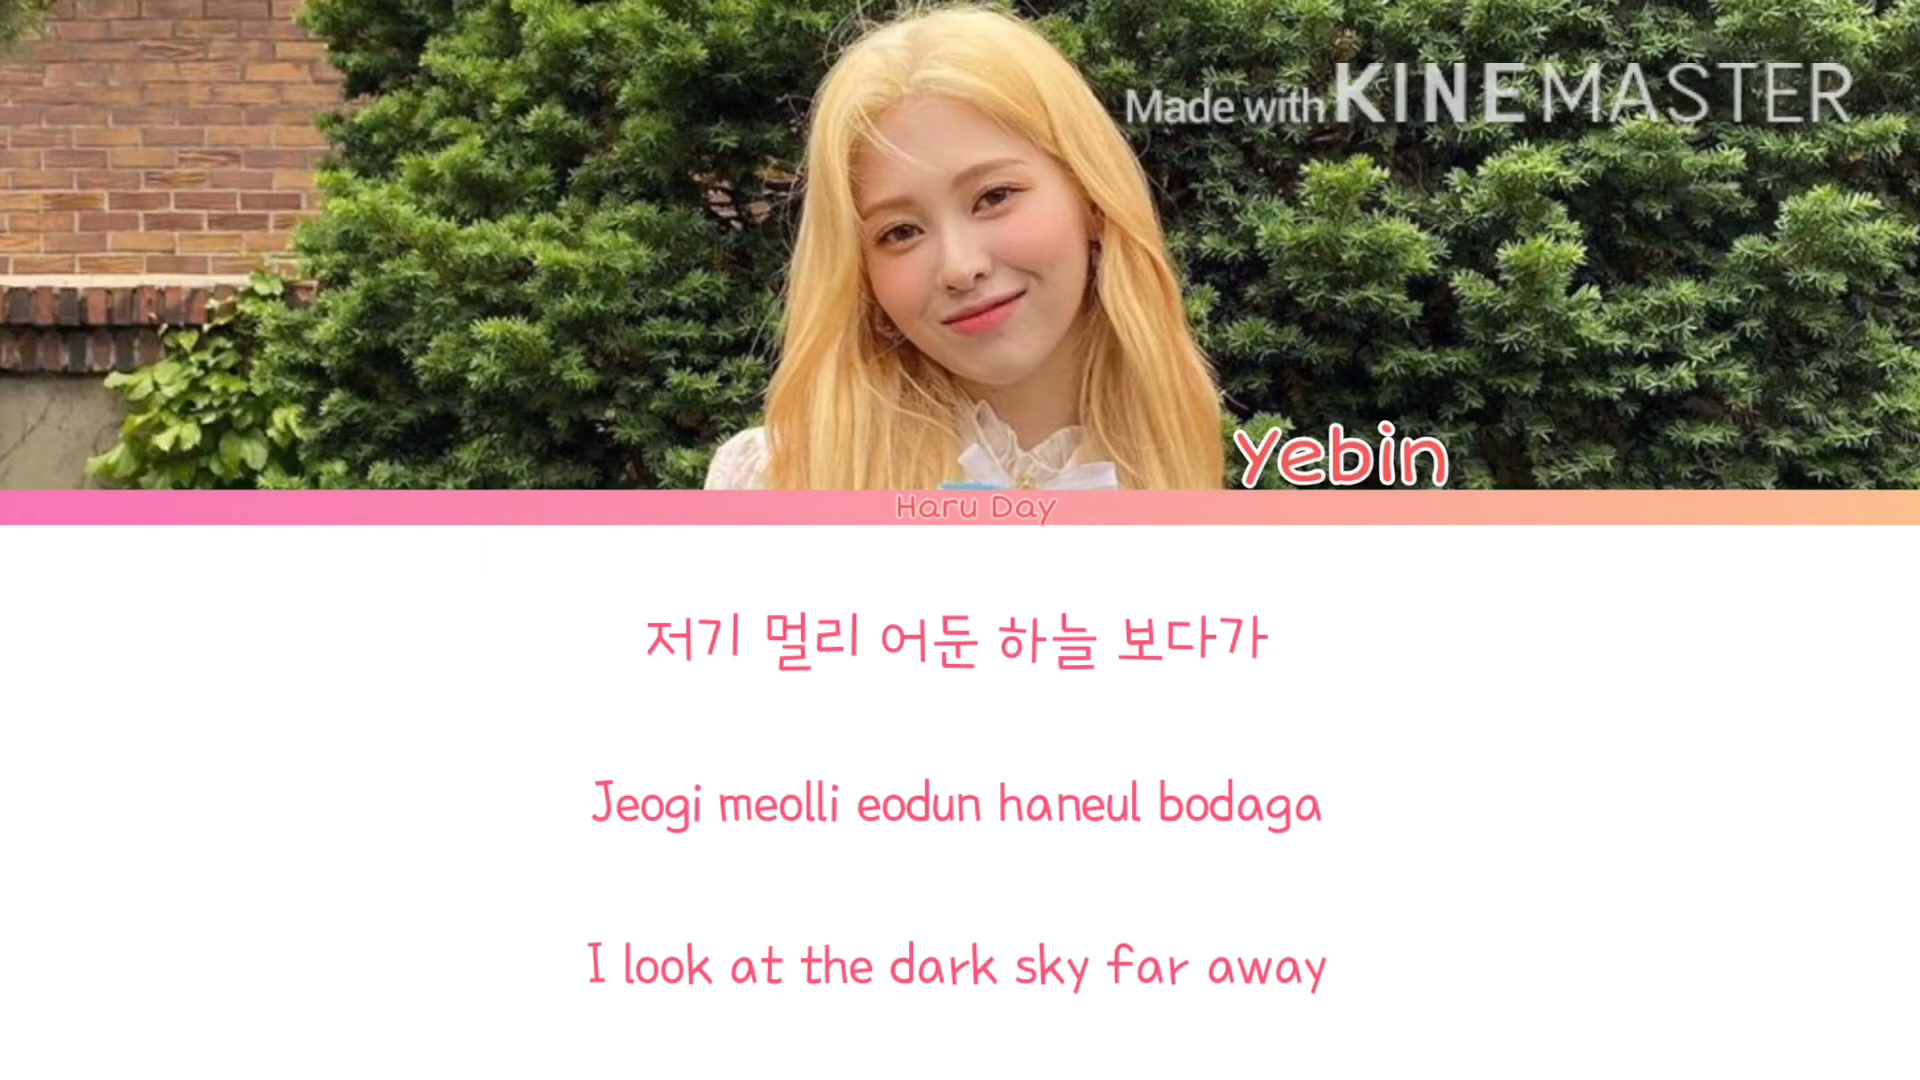 Made with KINEMASTER
Yebin
Haru Day
저기 멀리 어둔 하늘 보다가
Jeogi meolli eodun haneul bodaga
I look at the dark sky far away